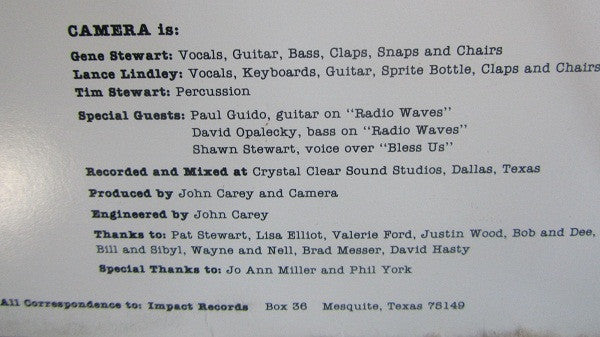 CAMERA is:
Gene Stewart: Vocals, Guitar, Bass, Claps, Snaps and Chairs
Lance Lindley: Vocals, Keyboards, Guitar, Sprite Bottle, Claps and Chairs
Tim Stewart: Percussion
Special Guests: Paul Guido, guitar on "Radio Waves"
David Opalecky, bass on "Radio Waves"
Shawn Stewart, voice over "Bless Us"
Recorded and Mixed at Crystal Clear Sound Studios, Dallas, Texas
Produced by John Carey and Camera
Engineered by John Carey
Thanks to: Pat Stewart, Lisa Elliot, Valerie Ford, Justin Wood, Bob and Dee,
Bill and Sibyl, Wayne and Nell, Brad Messer, David Hasty
Special Thanks to: Jo Ann Miller and Phil York
All Correspondence to: Impact Records Box 36 Mesquite, Texas 75149